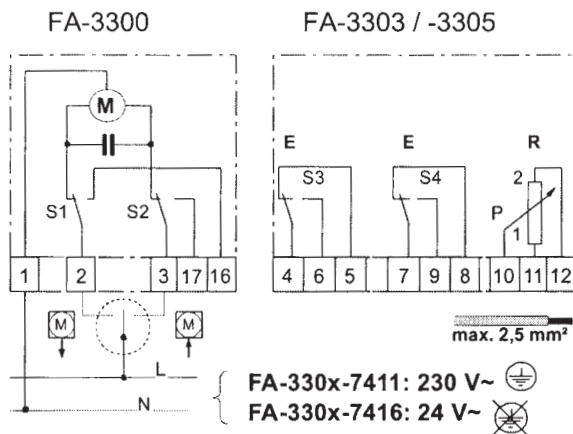 FA-3300
FA-3303 / -3305
M
E
E
R
S1
S2
S3
S4
P
2
1
1
2
3
17
16
4
6
5
7
9
8
10
11
12
M
M
max. 2,5 mm²
L
N
FA-330x-7411: 230 V~
FA-330x-7416: 24 V~